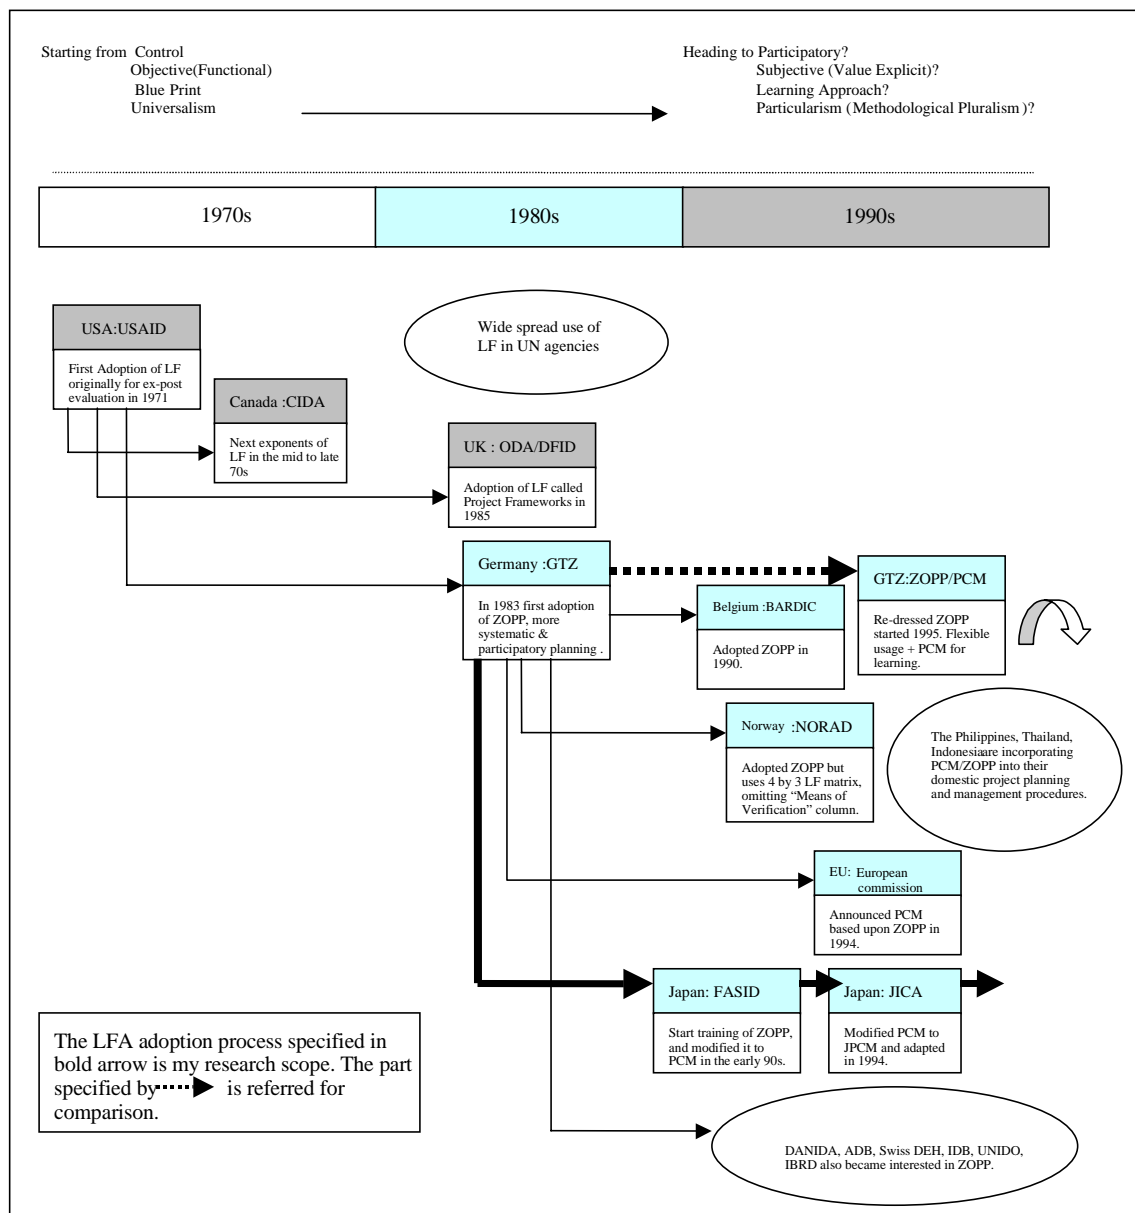 Starting from Control
Objective(Functional)
Blue Print
Universalism
Heading to Participatory?
Subjective (Value Explicit)?
Learning Approach?
Particularism (Methodological Pluralism)?
1970s
1980s
1990s
USA:USAID
First Adoption of LF
originally for ex-post
evaluation in 1971
Wide spread use of
LF in UN agencies
Canada :CIDA
Next exponents of
LF in the mid to late
70s
UK : ODA/DFID
Adoption of LF called
Project Frameworks in
1985
Germany :GTZ
In 1983 first adoption
of ZOPP, more
systematic &
participatory planning .
Belgium :BARDIC
Adopted ZOPP in
1990.
GTZ:ZOPP/PCM
Re-dressed ZOPP
started 1995. Flexible
usage + PCM for
learning.
Norway :NORAD
Adopted ZOPP but
uses 4 by 3 LF matrix,
omitting “Means of
Verification” column.
The Philippines, Thailand,
Indonesiaare incorporating
PCM/ZOPP into their
domestic project planning
and management procedures.
EU: European
commission
Announced PCM
based upon ZOPP in
1994.
Japan: FASID
Start training of ZOPP,
and modified it to
PCM in the early 90s.
Japan: JICA
Modified PCM to
JPCM and adapted
in 1994.
The LFA adoption process specified in
bold arrow is my research scope. The part
specified by is referred for
comparison.
DANIDA, ADB, Swiss DEH, IDB, UNIDO,
IBRD also became interested in ZOPP.